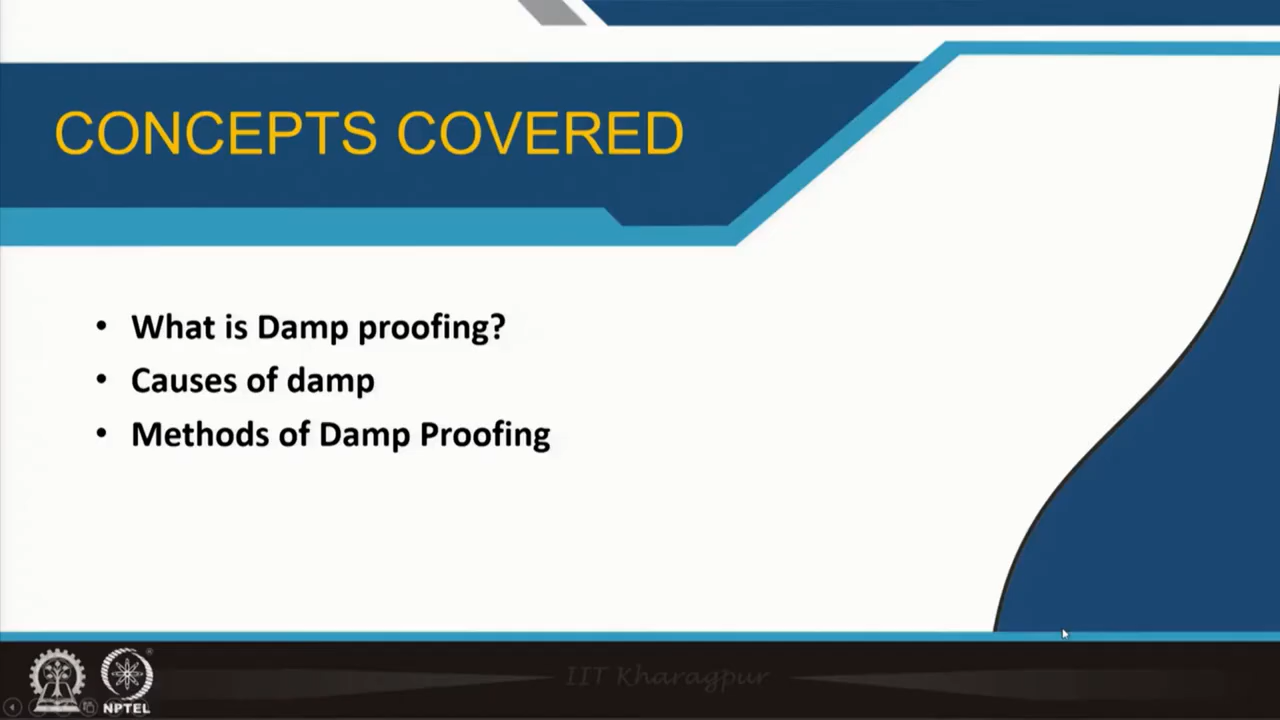 CONCEPTS COVERED
• What is Damp proofing?
• Causes of damp
• Methods of Damp Proofing
IIT Kharagpur
NPTEL